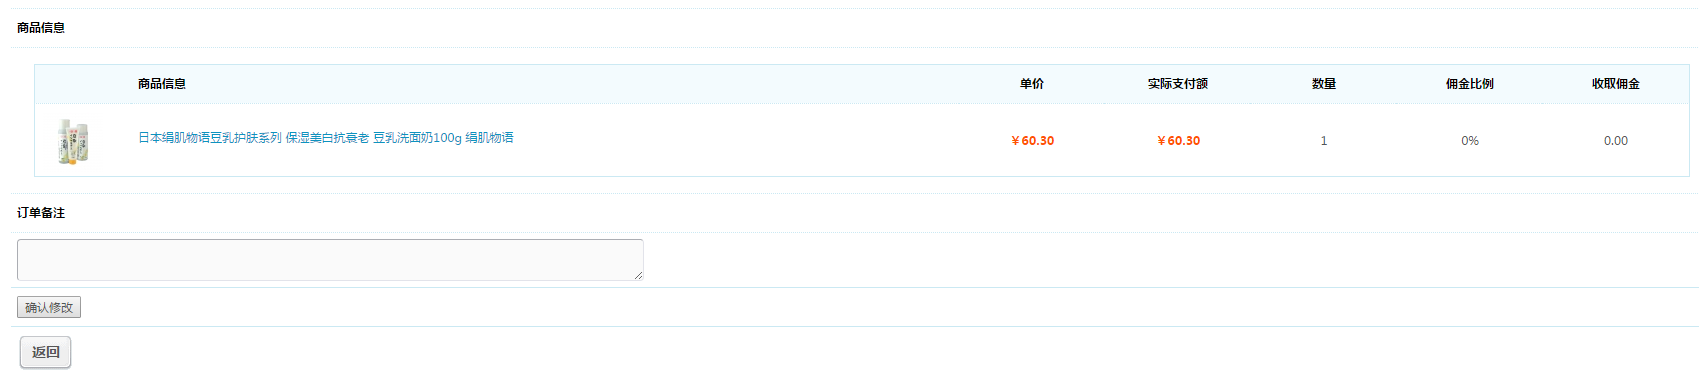 商品信息
商品信息 单价 实际支付额 数量 佣金比例 收取佣金
日本绢肌物语豆乳护肤系列 保湿美白抗衰老 豆乳洗面奶100g 绢肌物语 ￥60.30 ￥60.30 1 0% 0.00
订单备注
确认修改
返回